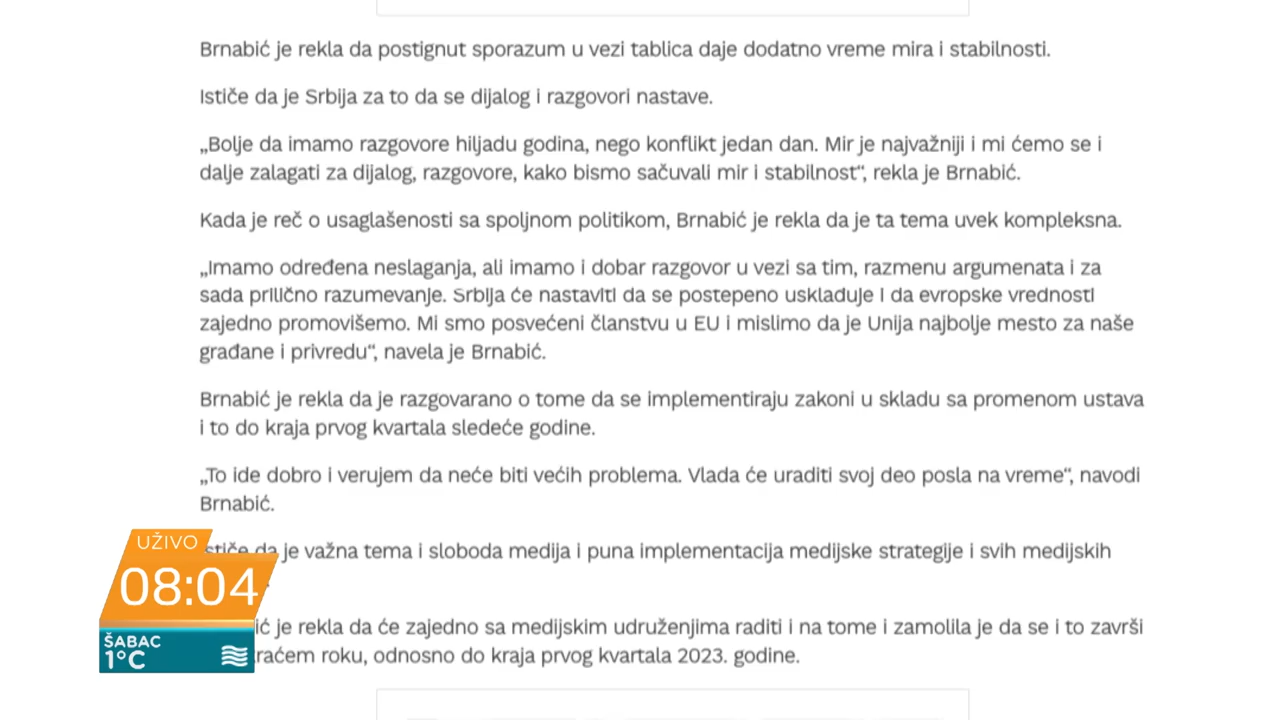 Brnabić je rekla da postignut sporazum u vezi tablica daje dodatno vreme mira i stabilnosti.
Ističe da je Srbija za to da se dijalog i razgovori nastave.
„Bolje da imamo razgovore hiljadu godina, nego konflikt jedan dan. Mir je najvažniji i mi ćemo se i
dalje zalagati za dijalog, razgovore, kako bismo sačuvali mir i stabilnost“, rekla je Brnabić.
Kada je reč o usaglašenosti sa spoljnom politikom, Brnabić je rekla da je ta tema uvek kompleksna.
„Imamo određena neslaganja, ali imamo i dobar razgovor u vezi sa tim, razmenu argumenata i za
sada prilično razumevanje. Srbija će nastaviti da se postepeno usklađuje i da evropske vrednosti
zajedno promovišemo. Mi smo posvećeni članstvu u EU i mislimo da je Unija najbolje mesto za naše
građane i privredu“, navela je Brnabić.
Brnabić je rekla da je razgovarano o tome da se implementiraju zakoni u skladu sa promenom ustava
i to do kraja prvog kvartala sledeće godine.
„To ide dobro i verujem da neće biti većih problema. Vlada će uraditi svoj deo posla na vreme“, navodi
Brnabić.
Ističe da je važna tema i sloboda medija i puna implementacija medijske strategije i svih medijskih
je rekla da će zajedno sa medijskim udruženjima raditi i na tome i zamolila je da se i to završi
roku, odnosno do kraja prvog kvartala 2023. godine.
UŽIVO
08:04
ŠABAC
1°C